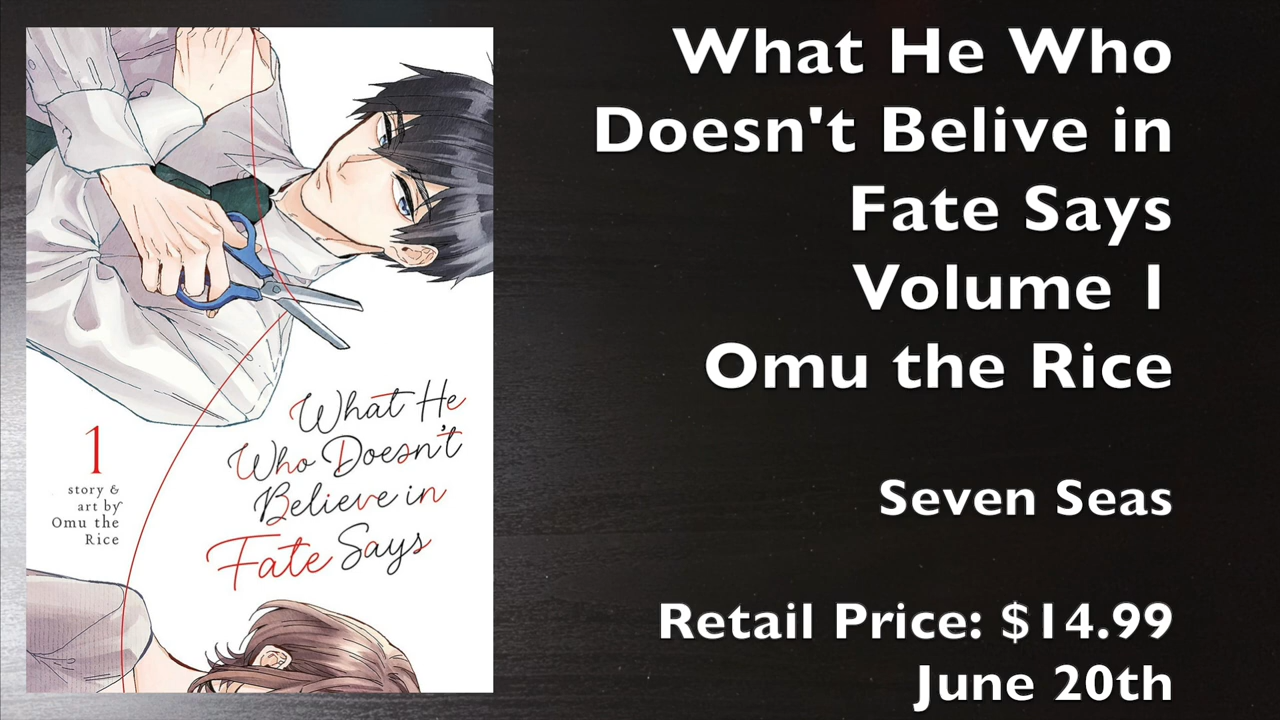 What He
Who Doesn't
Believe in
Fate Says
1
story &
art by
Omu the
Rice
What He Who
Doesn't Belive in
Fate Says
Volume 1
Omu the Rice
Seven Seas
Retail Price: $14.99
June 20th